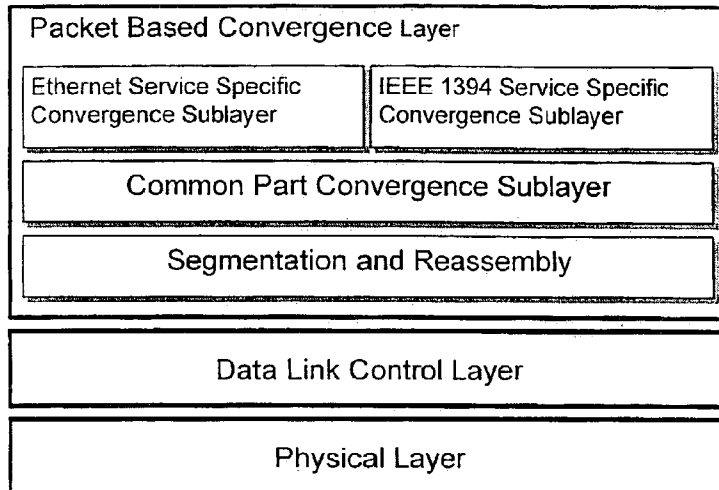 Packet Based Convergence Layer
Ethernet Service Specific
Convergence Sublayer
IEEE 1394 Service Specific
Convergence Sublayer
Common Part Convergence Sublayer
Segmentation and Reassembly
Data Link Control Layer
Physical Layer